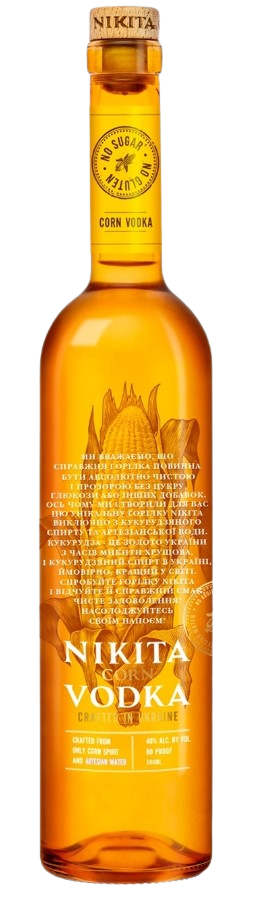 NIKITA
NO SUGAR
NO GLUTEN
CORN VODKA
МИ ВВАЖАЄМО, ЩО
СПРАВЖНЯ ГОРІЛКА ПОВИННА
БУТИ АБСОЛЮТНО ЧИСТОЮ
І ПРОЗОРОЮ БЕЗ ЦУКРУ,
ГЛЮКОЗИ АБО ІНШИХ ДОБАВОК.
ОСЬ ЧОМУ МИ СТВОРИЛИ ДЛЯ ВАС
ЦЮ УНІКАЛЬНУ ГОРІЛКУ NIKITA
ВИКЛЮЧНО З КУКУРУДЗЯНОГО
СПИРТУ ТА АРТЕЗІАНСЬКОЇ ВОДИ.
КУКУРУДЗА - ЦЕ ЗОЛОТО УКРАЇНИ
З ЧАСІВ МИКИТИ ХРУЩОВА,
І КУКУРУДЗЯНИЙ СПИРТ В УКРАЇНІ,
ЙМОВІРНО, КРАЩИЙ У СВІТІ.
СПРОБУЙТЕ ГОРІЛКУ NIKITA
І ВІДЧУЙТЕ ЇЇ СПРАВЖНІЙ СМАК.
ЧИСТЕ ЗАДОВОЛЕННЯ!
НАСОЛОДЖУЙТЕСЬ
СВОЇМ НАПОЄМ!
NIKITA
CORN
VODKA
CRAFTED IN UKRAINE
CRAFTED FROM
ONLY CORN SPIRIT
AND ARTESIAN WATER
40% ALC. BY VOL.
80 PROOF
500ML